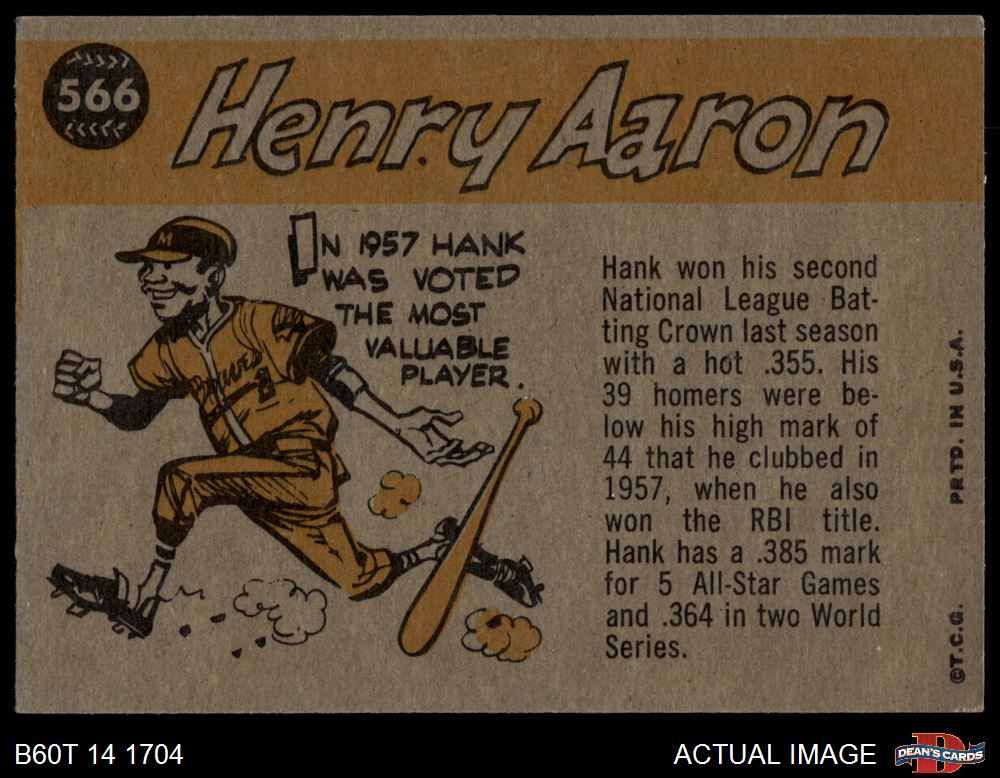 566
Henry Aaron
IN 1957 HANK
WAS VOTED
THE MOST
VALUABLE
PLAYER.
M
Braves
Hank won his second
National League Bat-
ting Crown last season
with a hot .355. His
39 homers were be-
low his high mark of
44 that he clubbed in
1957, when he also
won the RBI title.
Hank has a .385 mark
for 5 All-Star Games
and .364 in two World
Series.
©T.C.G. PRTD. IN U.S.A.
B60T 14 1704
ACTUAL IMAGE
D
DEAN'S CARDS